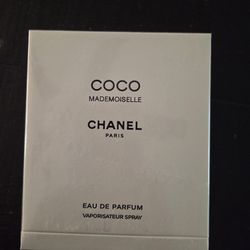 COCO
MADEMOISELLE
CHANEL
PARIS
EAU DE PARFUM
VAPORISATEUR SPRAY